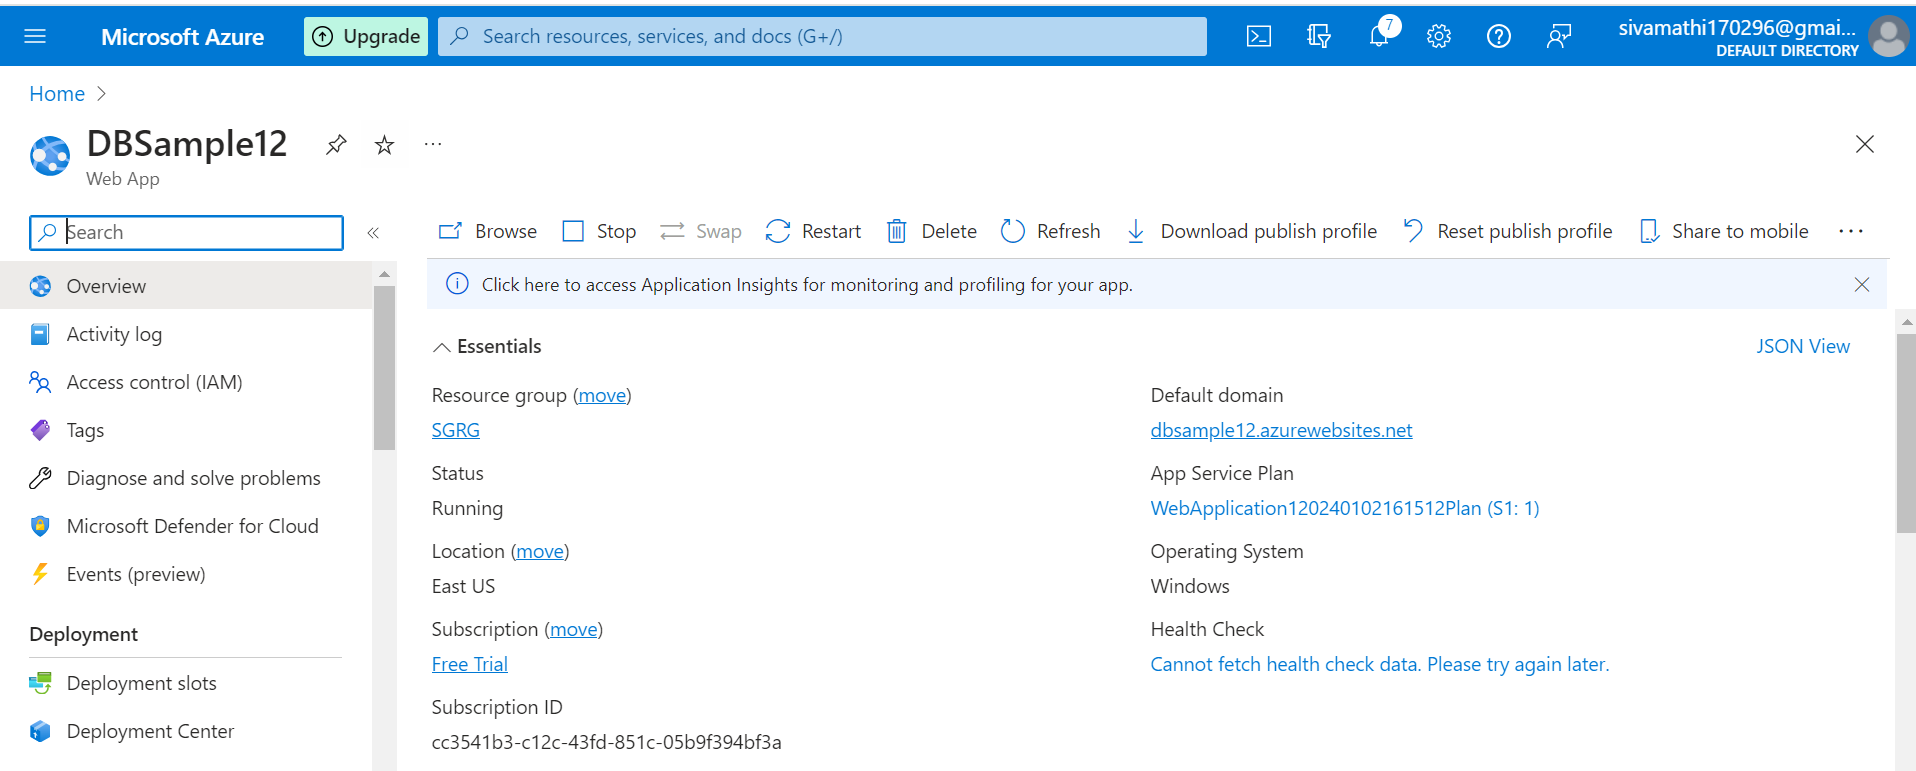 Microsoft Azure
Upgrade
Search resources, services, and docs (G+/)
7
sivamathi170296@gmai...
DEFAULT DIRECTORY
Home
DBSample12
Web App
Search
Overview
Activity log
Access control (IAM)
Tags
Diagnose and solve problems
Microsoft Defender for Cloud
Events (preview)
Deployment
Deployment slots
Deployment Center
Browse
Stop
Swap
Restart
Delete
Refresh
Download publish profile
Reset publish profile
Share to mobile
Click here to access Application Insights for monitoring and profiling for your app.
Essentials
JSON View
Resource group (move)
SGRG
Status
Running
Location (move)
East US
Subscription (move)
Free Trial
Subscription ID
cc3541b3-c12c-43fd-851c-05b9f394bf3a
Default domain
dbsample12.azurewebsites.net
App Service Plan
WebApplication120240102161512Plan (S1: 1)
Operating System
Windows
Health Check
Cannot fetch health check data. Please try again later.